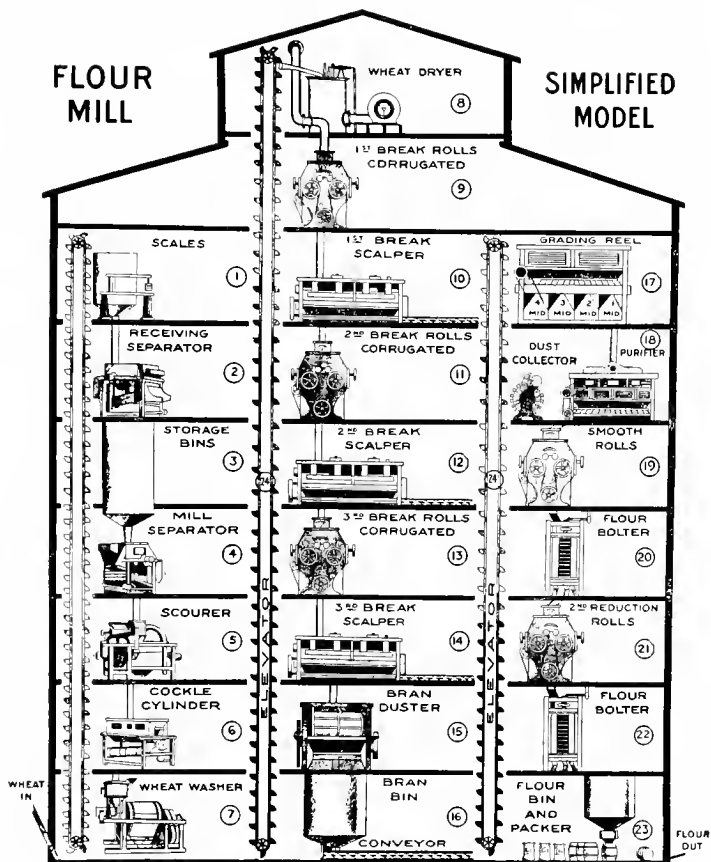 FLOUR
MILL
SIMPLIFIED
MODEL
WHEAT DRYER
8
1ST BREAK ROLLS
CORRUGATED
9
SCALES
1
RECEIVING
SEPARATOR
2
STORAGE
BINS
3
MILL
SEPARATOR
4
SCOURER
5
COCKLE
CYLINDER
6
WHEAT WASHER
7
WHEAT
IN
24
ELEVATOR
1ST BREAK
SCALPER
10
2ND BREAK ROLLS
CORRUGATED
11
2ND BREAK
SCALPER
12
3RD BREAK ROLLS
CORRUGATED
13
3RD BREAK
SCALPER
14
BRAN
DUSTER
15
BRAN
BIN
16
CONVEYOR
24
ELEVATOR
GRADING REEL
17
4 3 2 1
MID MID MID MID
18
DUST
COLLECTOR
PURIFIER
SMOOTH
ROLLS
19
FLOUR
BOLTER
20
2ND REDUCTION
ROLLS
21
FLOUR
BOLTER
22
FLOUR
BIN
AND
PACKER
23
FLOUR
OUT